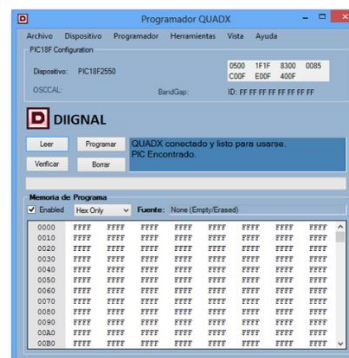 Programador QUADX
Archivo Dispositivo Programador Herramientas Vista Ayuda
PIC18F Configuration
Dispositivo: PIC18F2550
0500 1F1F 8300 0085
C00F E00F 400F
OSCCAL:
BandGap:
ID: FF FF FF FF FF FF FF FF
D DIIGNAL
Leer Programar
QUADX conectado y listo para usarse.
PIC Encontrado.
Verificar Borrar
Memoria de Programa
Enabled Hex Only Fuente: None (Empty/Erased)
0000 FFFF FFFF FFFF FFFF FFFF FFFF FFFF FFFF
0010 FFFF FFFF FFFF FFFF FFFF FFFF FFFF FFFF
0020 FFFF FFFF FFFF FFFF FFFF FFFF FFFF FFFF
0030 FFFF FFFF FFFF FFFF FFFF FFFF FFFF FFFF
0040 FFFF FFFF FFFF FFFF FFFF FFFF FFFF FFFF
0050 FFFF FFFF FFFF FFFF FFFF FFFF FFFF FFFF
0060 FFFF FFFF FFFF FFFF FFFF FFFF FFFF FFFF
0070 FFFF FFFF FFFF FFFF FFFF FFFF FFFF FFFF
0080 FFFF FFFF FFFF FFFF FFFF FFFF FFFF FFFF
0090 FFFF FFFF FFFF FFFF FFFF FFFF FFFF FFFF
00A0 FFFF FFFF FFFF FFFF FFFF FFFF FFFF FFFF
00B0 FFFF FFFF FFFF FFFF FFFF FFFF FFFF FFFF